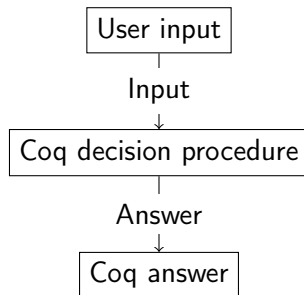 User input
Input
Coq decision procedure
Answer
Coq answer